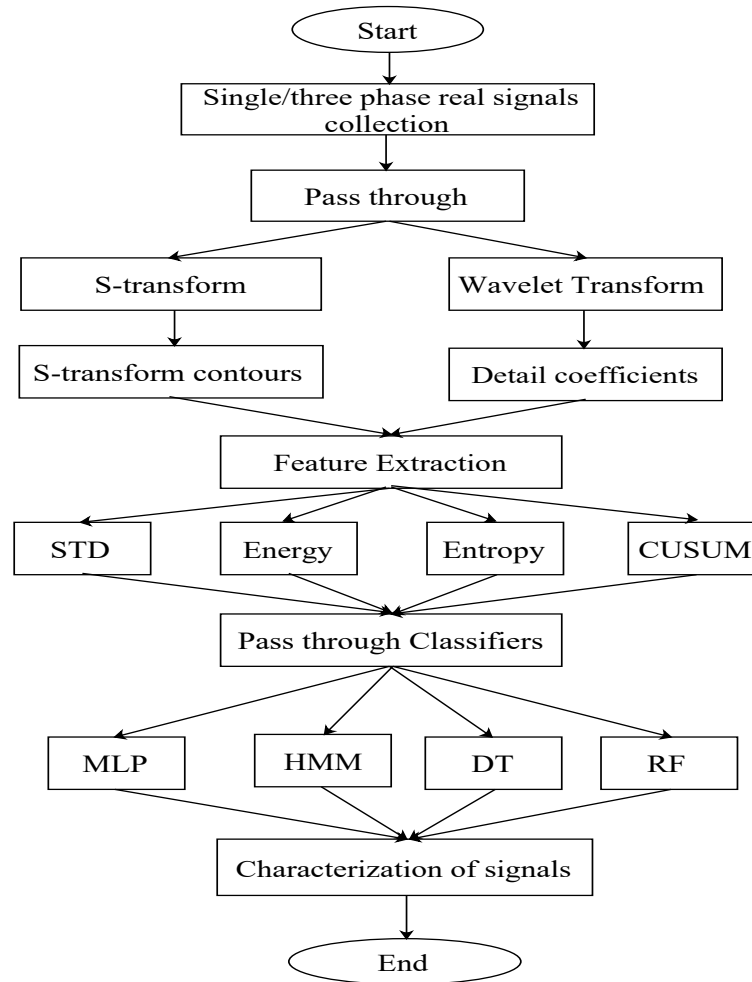 Start
Single/three phase real signals
collection
Pass through
S-transform
Wavelet Transform
S-transform contours
Detail coefficients
Feature Extraction
STD
Energy
Entropy
CUSUM
Pass through Classifiers
MLP
HMM
DT
RF
Characterization of signals
End